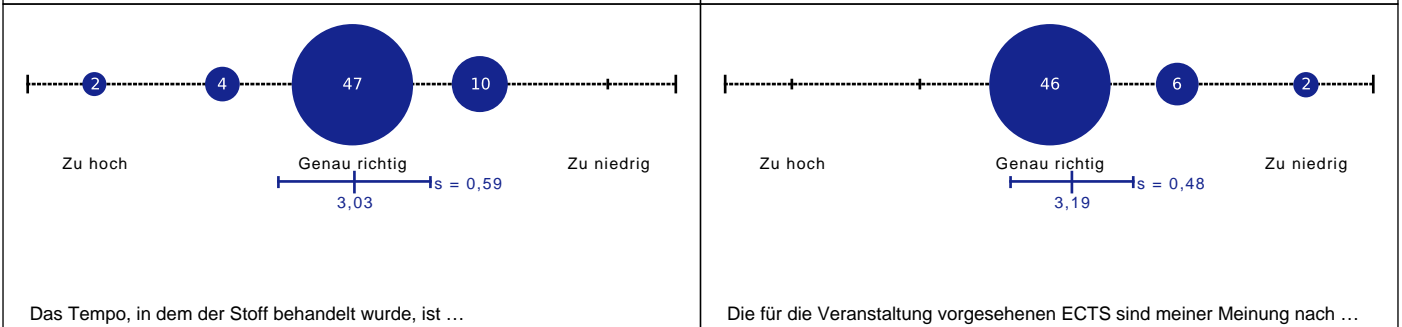 2 4 47 10
Zu hoch Genau richtig Zu niedrig
s = 0,59
3,03
Das Tempo, in dem der Stoff behandelt wurde, ist …
46 6 2
Zu hoch Genau richtig Zu niedrig
s = 0,48
3,19
Die für die Veranstaltung vorgesehenen ECTS sind meiner Meinung nach …